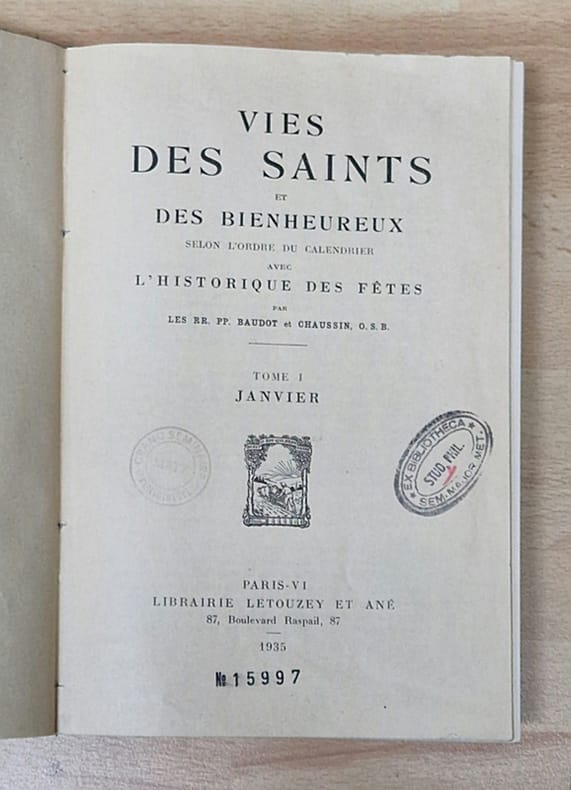 VIES
DES SAINTS
ET
DES BIENHEUREUX
SELON L'ORDRE DU CALENDRIER
AVEC
L'HISTORIQUE DES FÊTES
PAR
LES RR. PP. BAUDOT et CHAUSSIN, O. S. B.
TOME I
JANVIER
GRAND SEMINAIRE
★ EX BIBLIOTHECA ★
STUD. PHIL.
SEM. MAJOR MET.
PARIS-VI
LIBRAIRIE LETOUZEY ET ANÉ
87, Boulevard Raspail, 87
1935
№ 15997